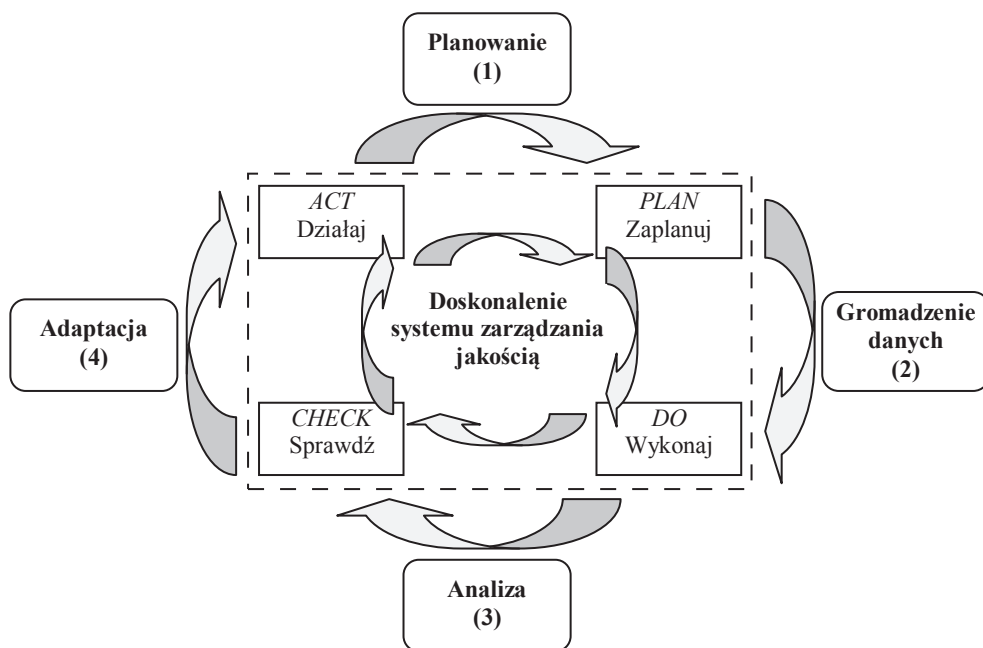 Planowanie
(1)
ACT
Działaj
PLAN
Zaplanuj
Adaptacja
(4)
Doskonalenie
systemu zarządzania
jakością
Gromadzenie
danych
(2)
CHECK
Sprawdź
DO
Wykonaj
Analiza
(3)